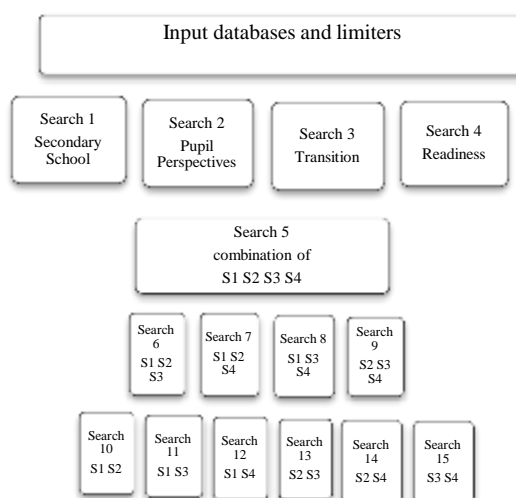 Input databases and limiters
Search 1
Secondary
School
Search 2
Pupil
Perspectives
Search 3
Transition
Search 4
Readiness
Search 5
combination of
S1 S2 S3 S4
Search
6
S1 S2
S3
Search 7
S1 S2
S4
Search 8
S1 S3
S4
Search
9
S2 S3
S4
Search
10
S1 S2
Search
11
S1 S3
Search
12
S1 S4
Search
13
S2 S3
Search
14
S2 S4
Search
15
S3 S4